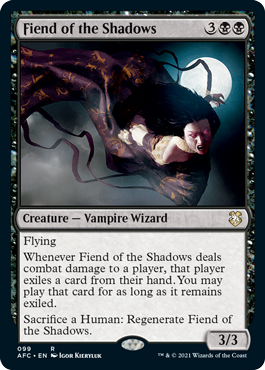 Fiend of the Shadows 3
Creature — Vampire Wizard
Flying
Whenever Fiend of the Shadows deals
combat damage to a player, that player
exiles a card from their hand. You may
play that card for as long as it remains
exiled.
Sacrifice a Human: Regenerate Fiend of
the Shadows.
3/3
099 R
AFC • EN Igor Kieryluk ™ & © 2021 Wizards of the Coast